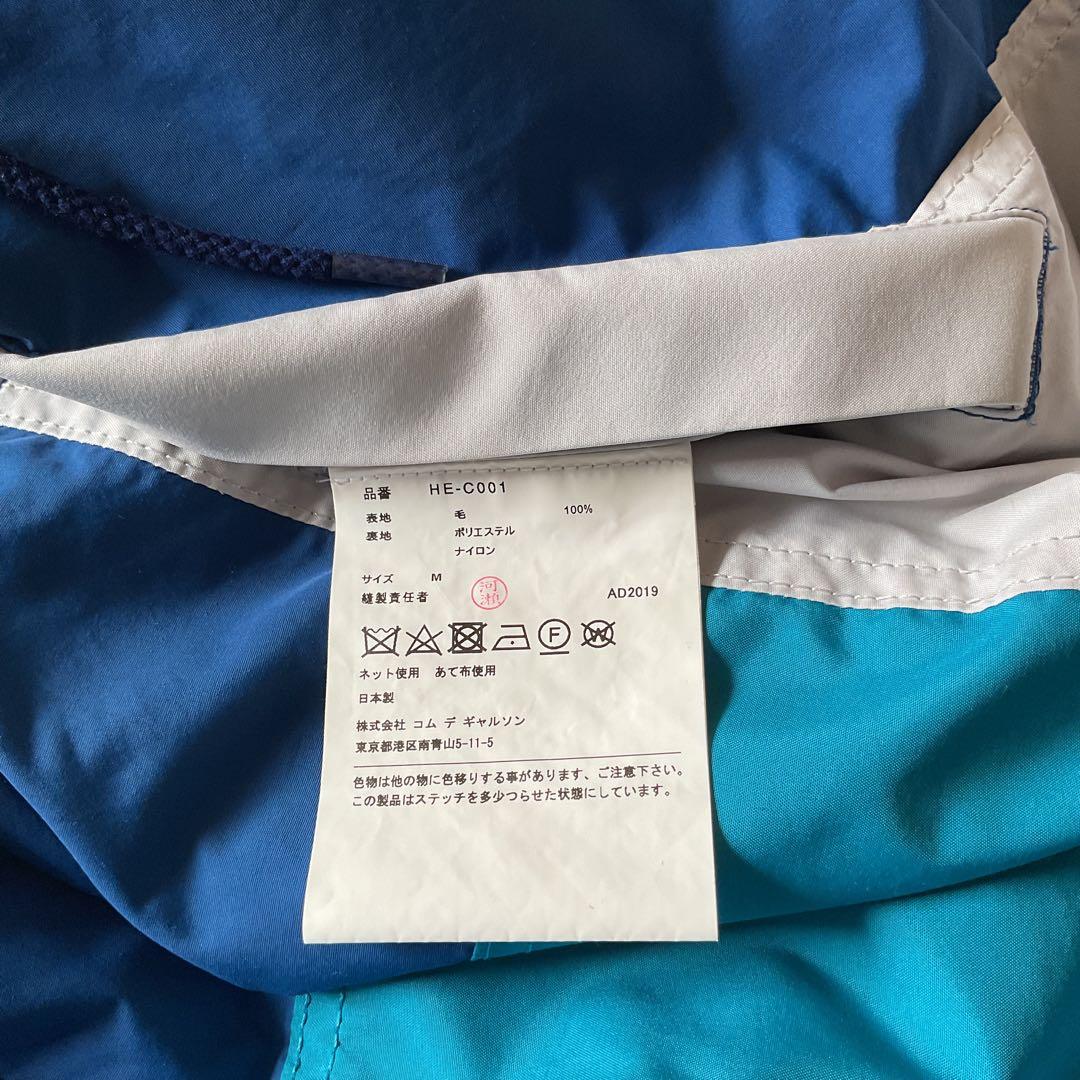 品番 HE-C001
表地 毛 100%
裏地 ポリエステル
ナイロン
サイズ M
縫製責任者 河瀬 AD2019
F W
ネット使用 あて布使用
日本製
株式会社 コム デ ギャルソン
東京都港区南青山5-11-5
色物は他の物に色移りする事があります、ご注意下さい。
この製品はステッチを多少つらせた状態にしています。